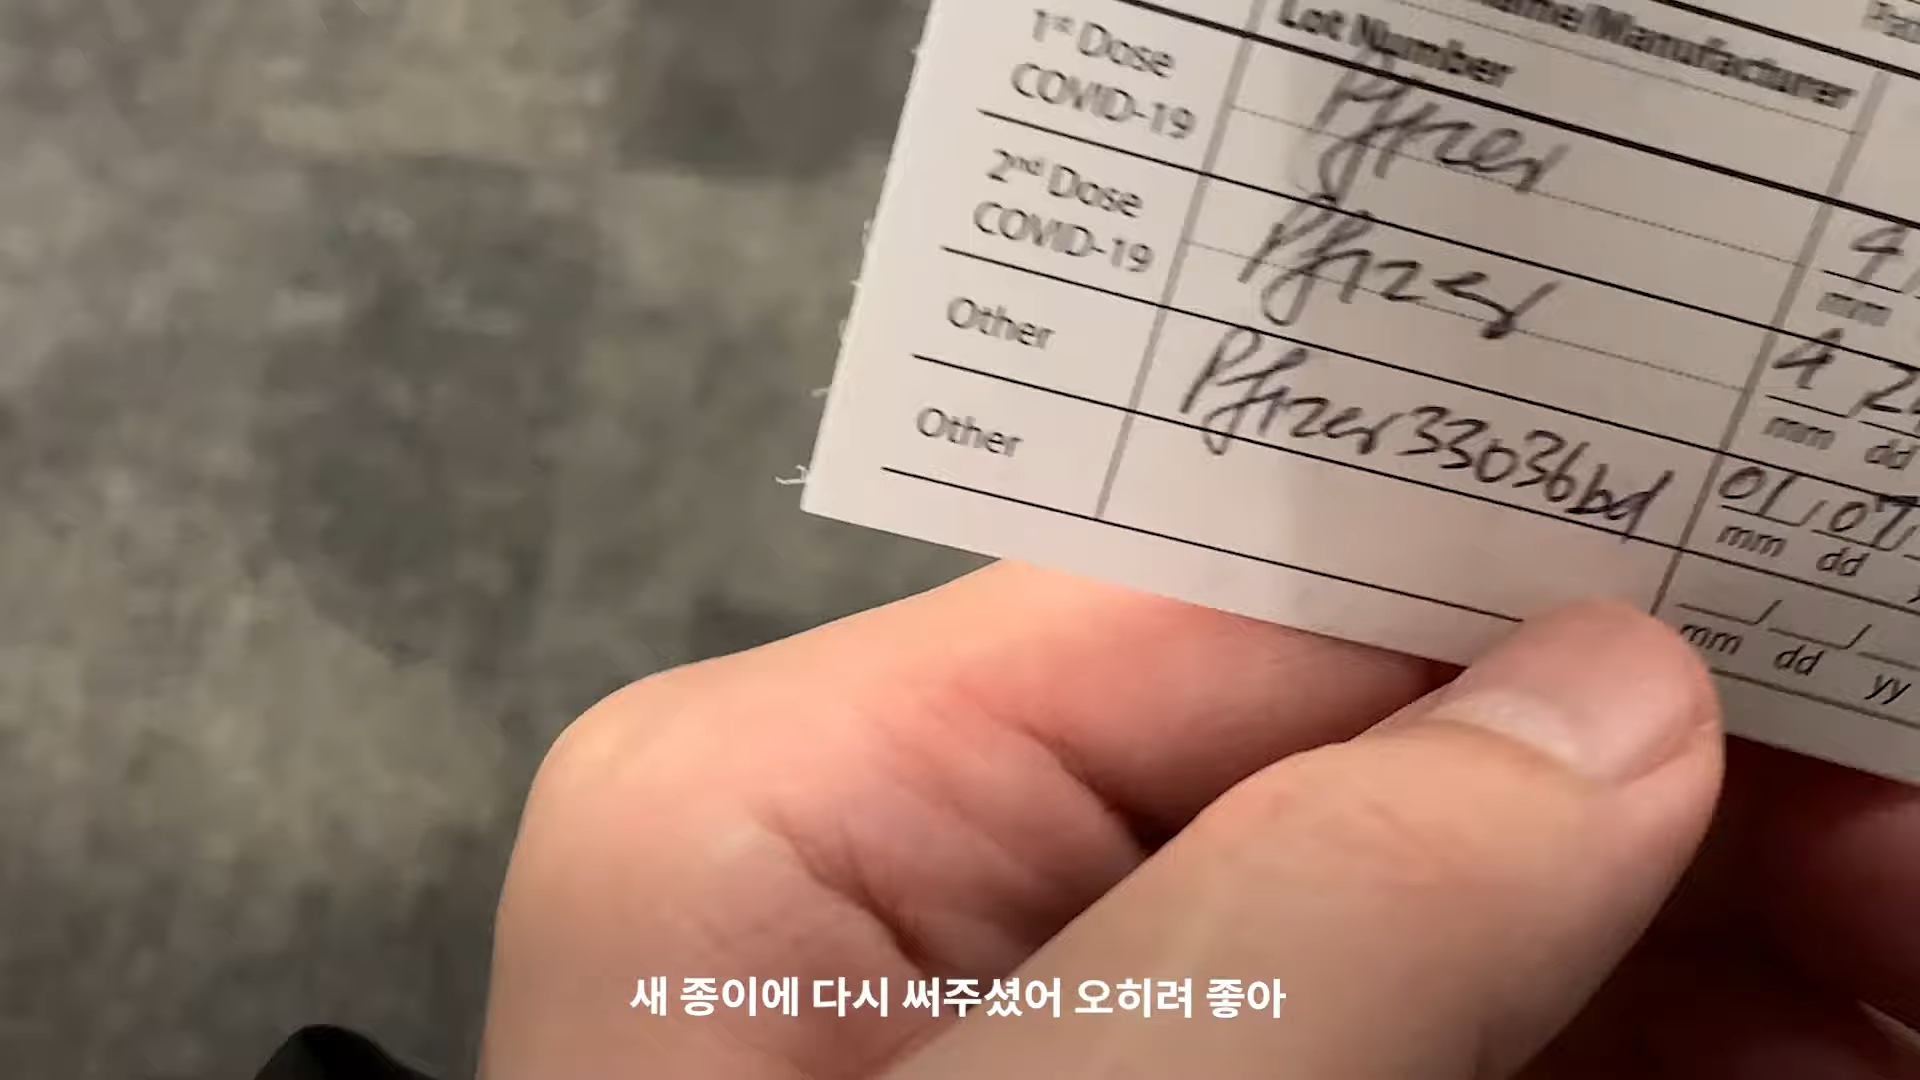 Lot Number
Manufacturer
1st Dose
COVID-19
Pfizer
4
mm
2nd Dose
COVID-19
Pfizer
4
mm dd
Other
Pfizer33036bd
01/07/
mm dd
Other
mm dd yy
새 종이에 다시 써주셨어 오히려 좋아